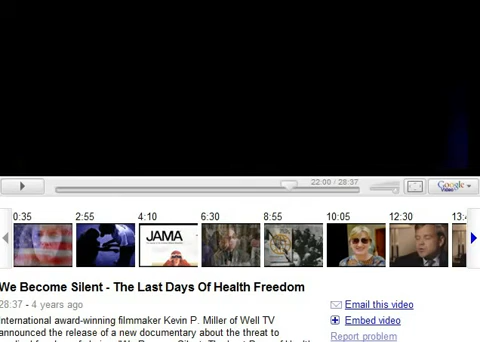 22:00 / 28:37
Google
Video
0:35 2:55 4:10 6:30 8:55 10:05 12:30 13:4
JAMA
We Become Silent - The Last Days Of Health Freedom
28:37 - 4 years ago
International award-winning filmmaker Kevin P. Miller of Well TV
announced the release of a new documentary about the threat to
Email this video
Embed video
Report problem